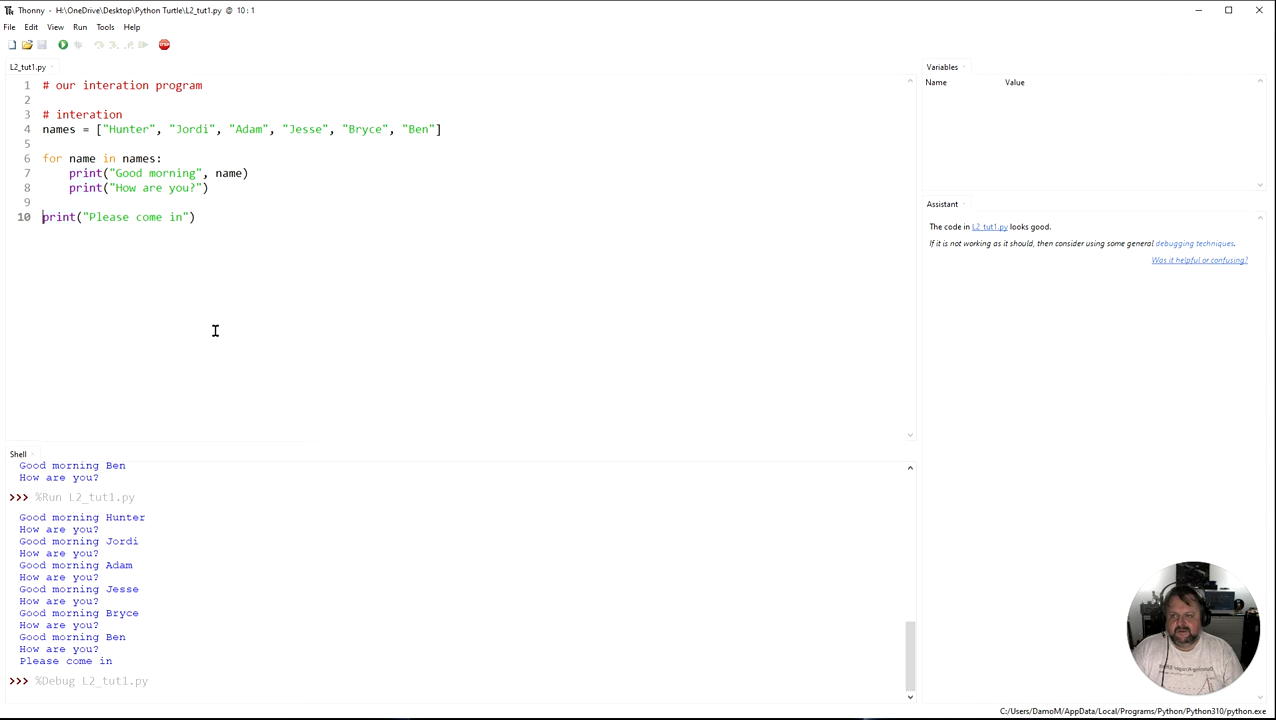 Thonny - H:\OneDrive\Desktop\Python Turtle\L2_tut1.py @ 10 : 1
File Edit View Run Tools Help
L2_tut1.py
1 # our interation program
2
3 # interation
4 names = ["Hunter", "Jordi", "Adam", "Jesse", "Bryce", "Ben"]
5
6 for name in names:
7 print("Good morning", name)
8 print("How are you?")
9
10 print("Please come in")
Shell
Good morning Ben
How are you?
>>> %Run L2_tut1.py
Good morning Hunter
How are you?
Good morning Jordi
How are you?
Good morning Adam
How are you?
Good morning Jesse
How are you?
Good morning Bryce
How are you?
Good morning Ben
How are you?
Please come in
>>> %Debug L2_tut1.py
Variables
Name Value
Assistant
The code in L2_tut1.py looks good.
If it is not working as it should, then consider using some general debugging techniques.
Was it helpful or confusing?
C:/Users/DamoM/AppData/Local/Programs/Python/Python310/python.exe